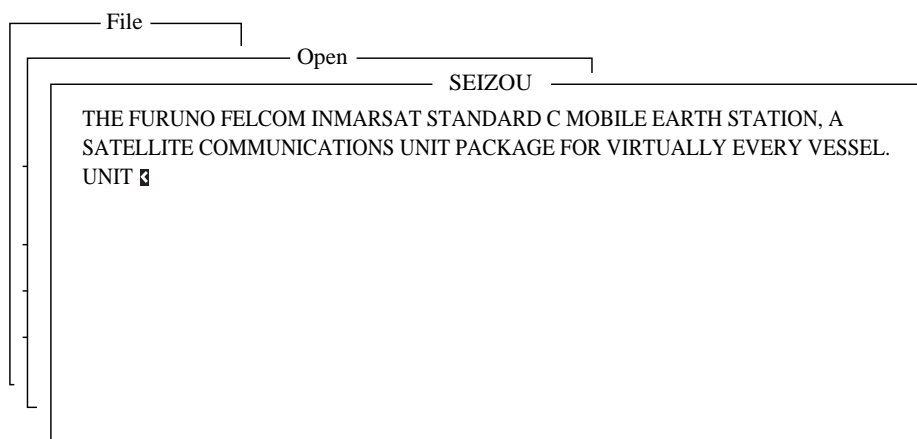 File
Open
SEIZOU
THE FURUNO FELCOM INMARSAT STANDARD C MOBILE EARTH STATION, A
SATELLITE COMMUNICATIONS UNIT PACKAGE FOR VIRTUALLY EVERY VESSEL.
UNIT